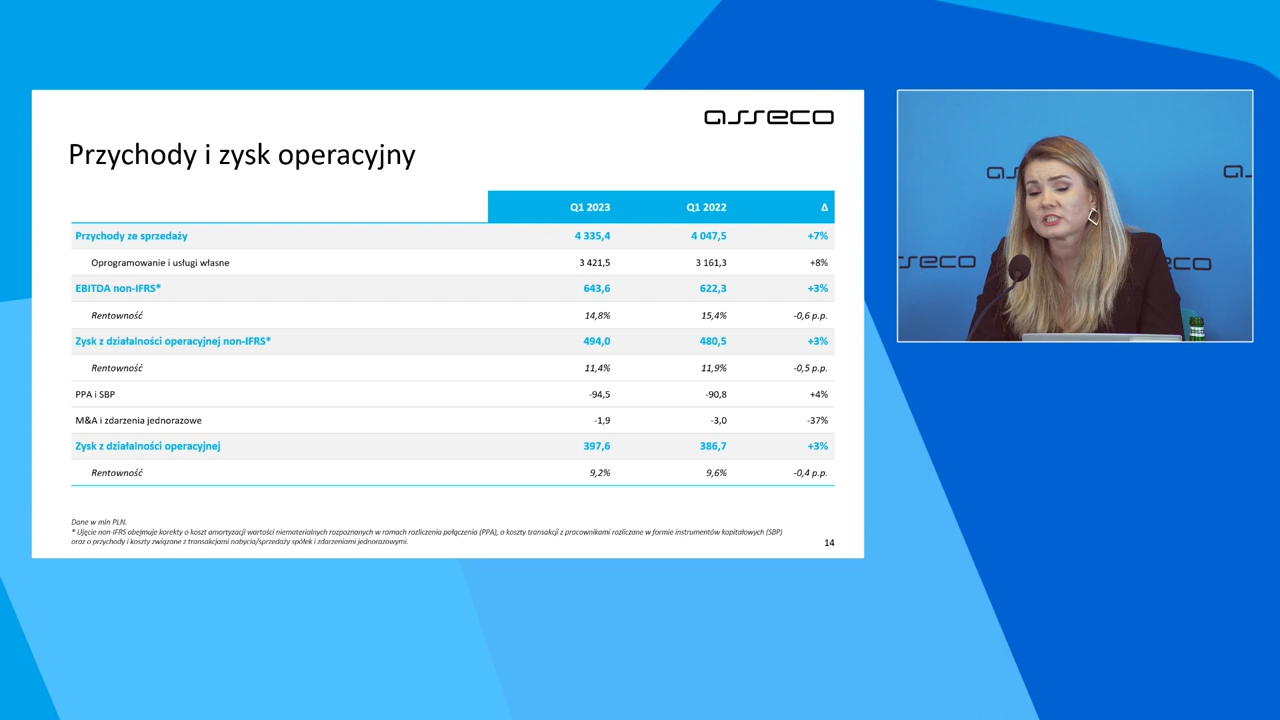 asseco
Przychody i zysk operacyjny
Q1 2023 Q1 2022 Δ
Przychody ze sprzedaży 4 335,4 4 047,5 +7%
Oprogramowanie i usługi własne 3 421,5 3 161,3 +8%
EBITDA non-IFRS* 643,6 622,3 +3%
Rentowność 14,8% 15,4% -0,6 p.p.
Zysk z działalności operacyjnej non-IFRS* 494,0 480,5 +3%
Rentowność 11,4% 11,9% -0,5 p.p.
PPA i SBP -94,5 -90,8 +4%
M&A i zdarzenia jednorazowe -1,9 -3,0 -37%
Zysk z działalności operacyjnej 397,6 386,7 +3%
Rentowność 9,2% 9,6% -0,4 p.p.
Dane w mln PLN.
* Ujęcie non-IFRS obejmuje korekty o koszt amortyzacji wartości niematerialnych rozpoznanych w ramach rozliczenia połączenia (PPA), o koszty transakcji z pracownikami rozliczane w formie instrumentów kapitałowych (SBP)
oraz o przychody i koszty związane z transakcjami nabycia/sprzedaży spółek i zdarzeniami jednorazowymi.
14
as
a
sseco
eco